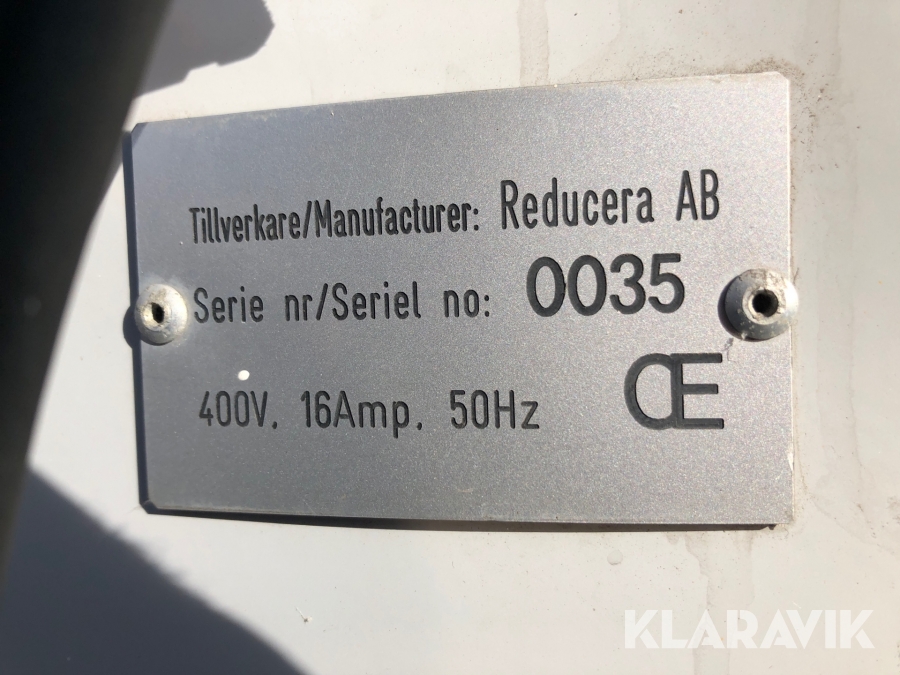 Tillverkare/Manufacturer: Reducera AB
Serie nr/Seriel no: 0035
400V, 16Amp, 50Hz CE
KLARAVIK